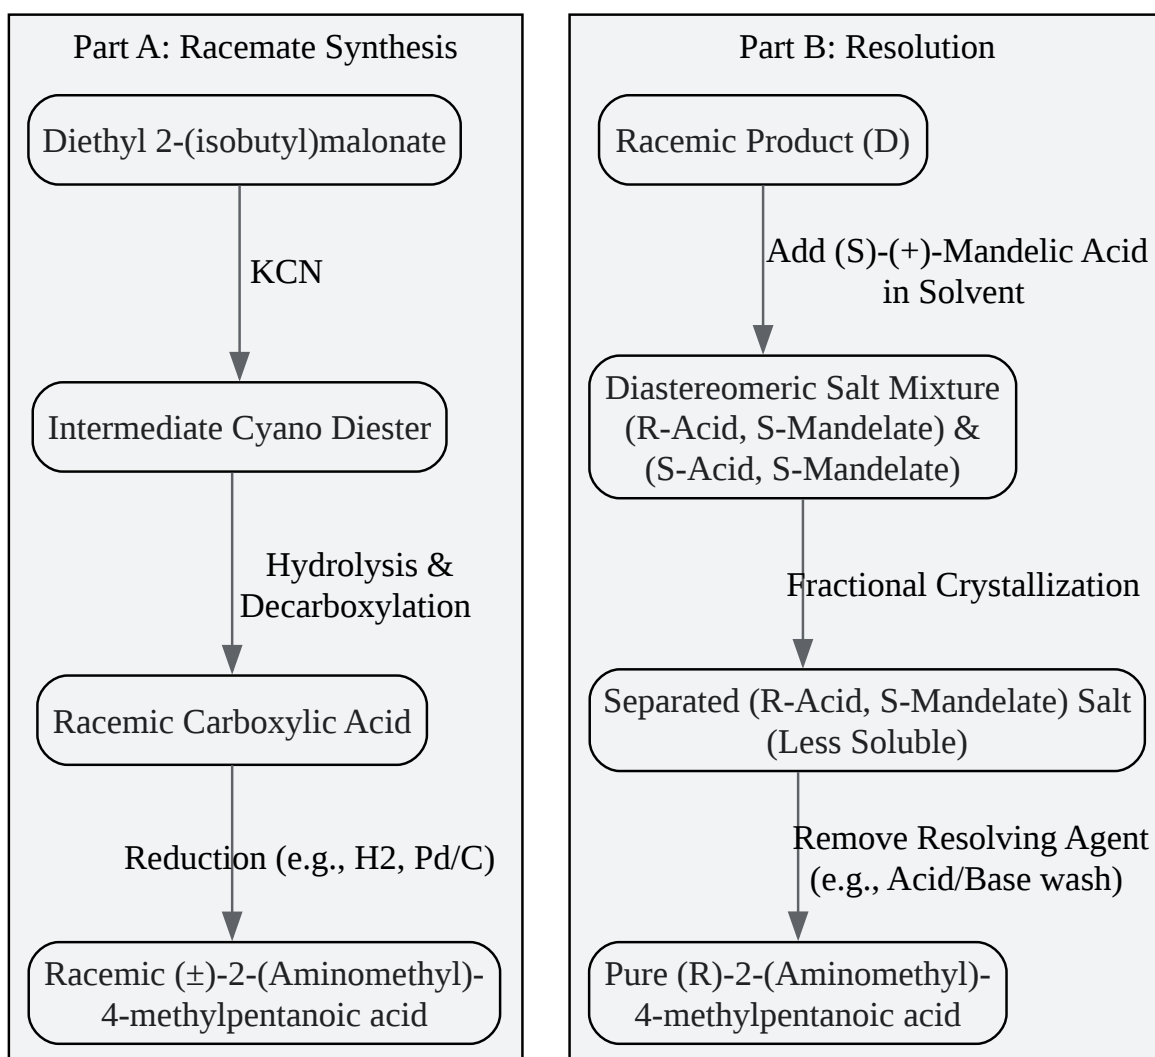 Part A: Racemate Synthesis
Diethyl 2-(isobutyl)malonate
KCN
Intermediate Cyano Diester
Hydrolysis &
Decarboxylation
Racemic Carboxylic Acid
Reduction (e.g., H2, Pd/C)
Racemic (±)-2-(Aminomethyl)-
4-methylpentanoic acid
Part B: Resolution
Racemic Product (D)
Add (S)-(+)-Mandelic Acid
in Solvent
Diastereomeric Salt Mixture
(R-Acid, S-Mandelate) &
(S-Acid, S-Mandelate)
Fractional Crystallization
Separated (R-Acid, S-Mandelate) Salt
(Less Soluble)
Remove Resolving Agent
(e.g., Acid/Base wash)
Pure (R)-2-(Aminomethyl)-
4-methylpentanoic acid